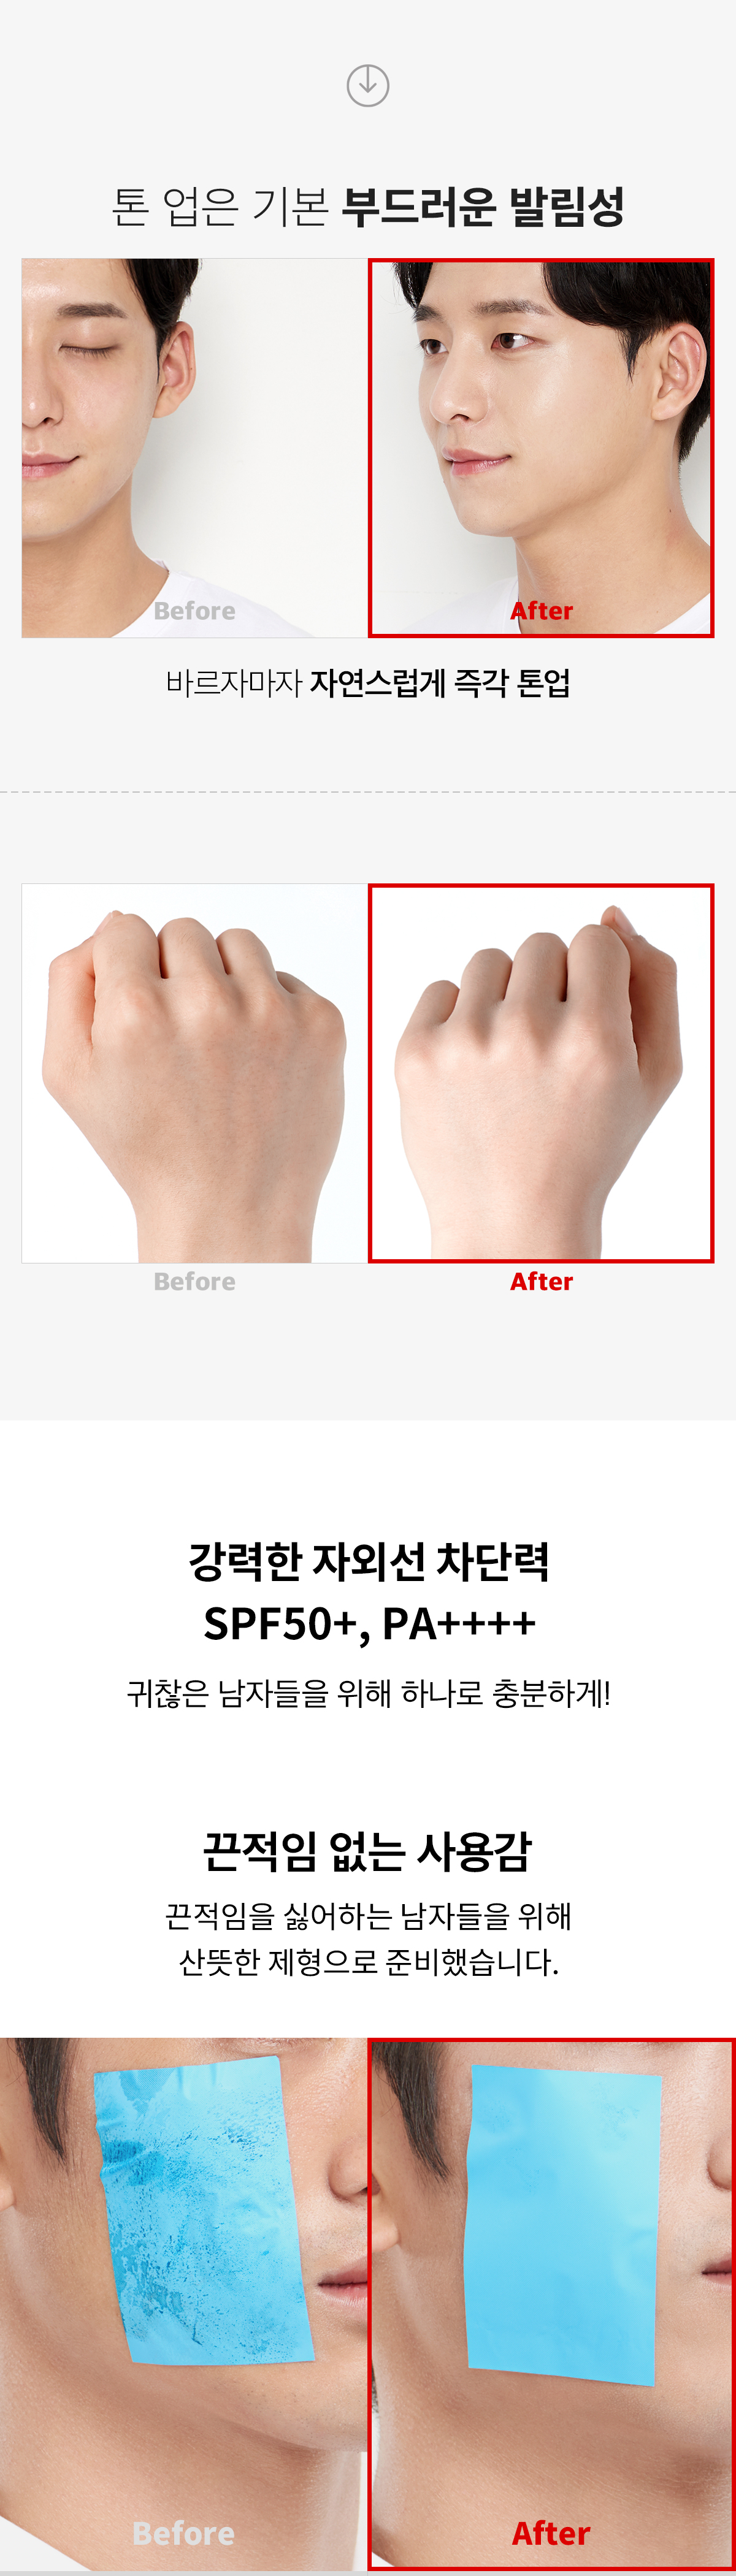 톤 업은 기본 부드러운 발림성
Before
After
바르자마자 자연스럽게 즉각 톤업
Before
After
강력한 자외선 차단력
SPF50+, PA++++
귀찮은 남자들을 위해 하나로 충분하게!
끈적임 없는 사용감
끈적임을 싫어하는 남자들을 위해
산뜻한 제형으로 준비했습니다.
Before
After